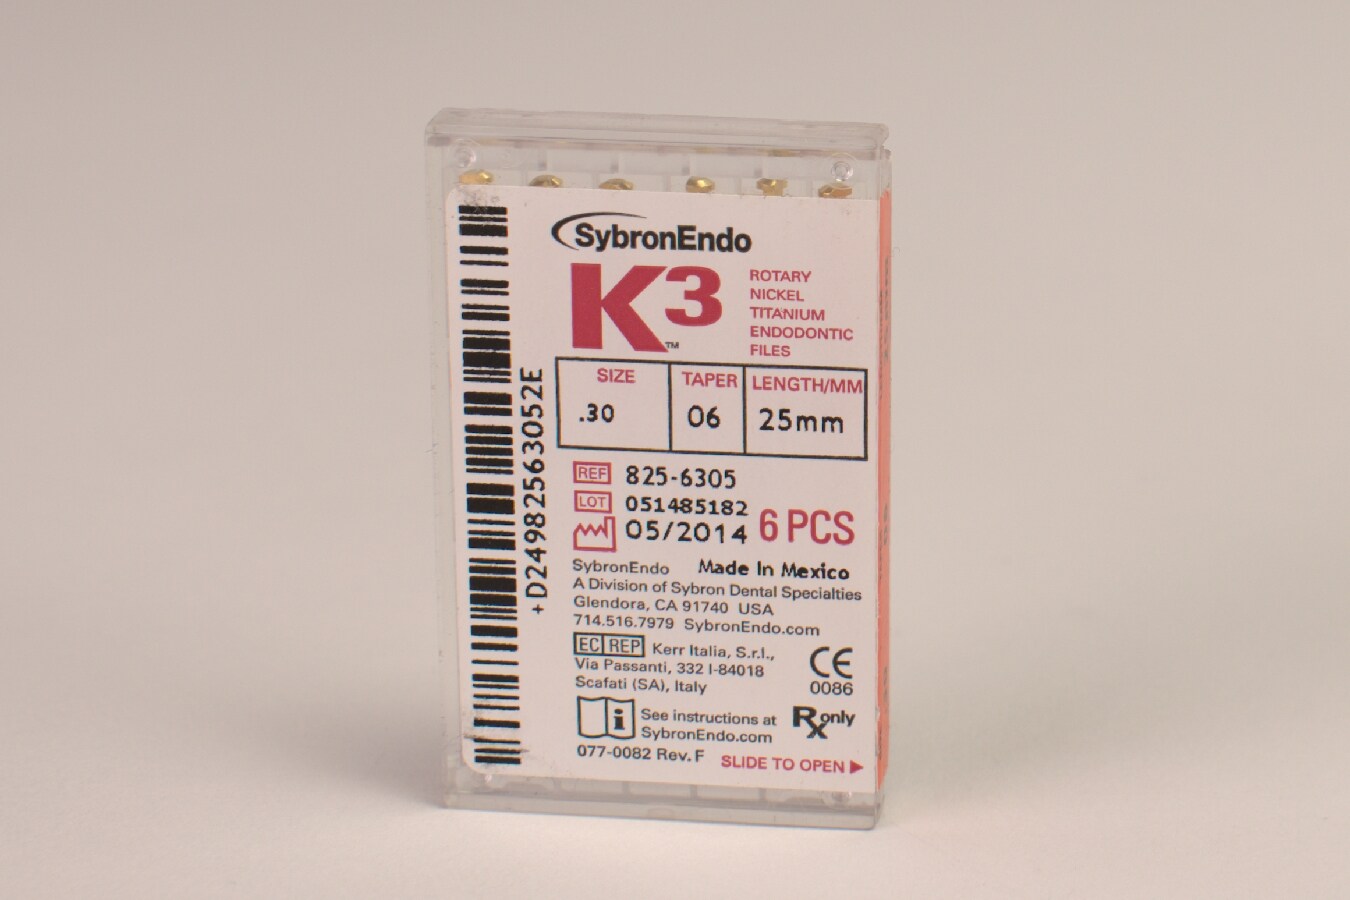 SybronEndo
K3™
ROTARY
NICKEL
TITANIUM
ENDODONTIC
FILES
SIZE TAPER LENGTH/MM
.30 06 25mm
REF 825-6305
LOT 051485182
05/2014 6 PCS
SybronEndo Made In Mexico
A Division of Sybron Dental Specialties
Glendora, CA 91740 USA
714.516.7979 SybronEndo.com
EC REP Kerr Italia, S.r.l.,
Via Passanti, 332 I-84018
Scafati (SA), Italy
CE
0086
i See instructions at
SybronEndo.com
Rx only
077-0082 Rev. F
SLIDE TO OPEN ►
+D24982563052E